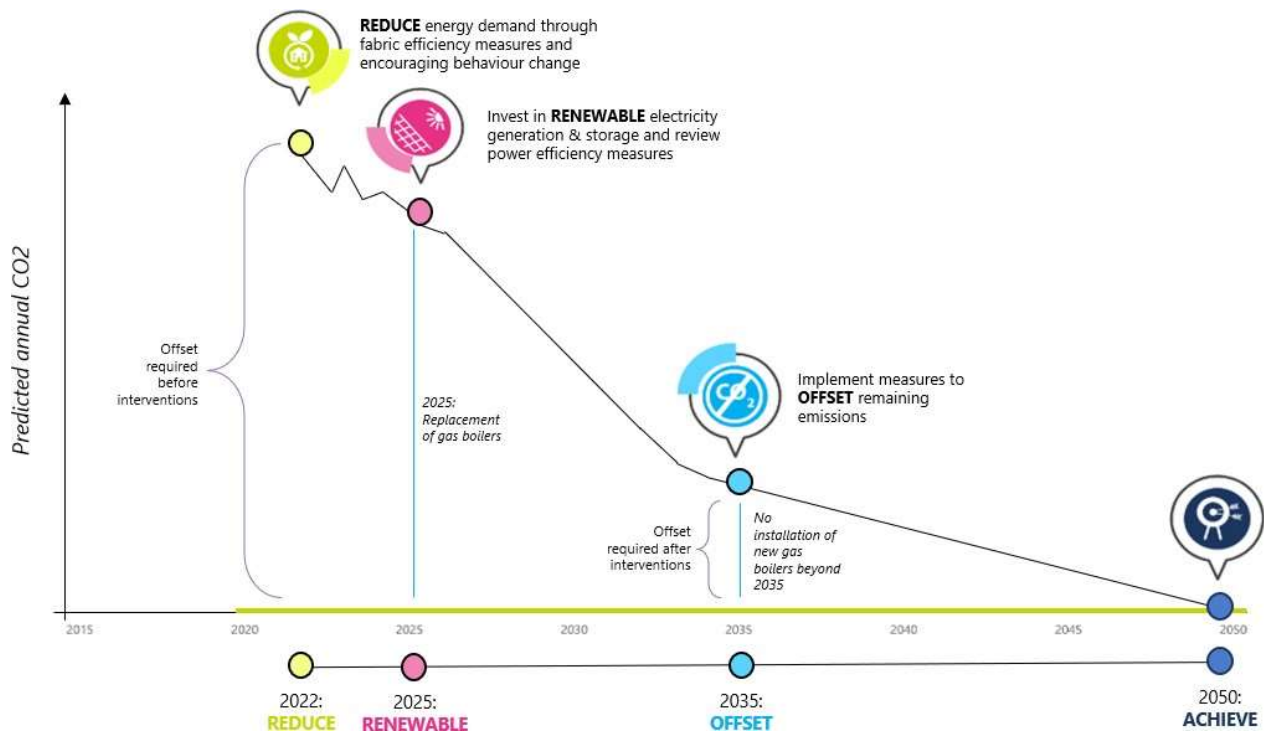 REDUCE energy demand through
fabric efficiency measures and
encouraging behaviour change
Invest in RENEWABLE electricity
generation & storage and review
power efficiency measures
Predicted annual CO2
Offset
required
before
interventions
2025:
Replacement
of gas boilers
CO2
Implement measures to
OFFSET remaining
emissions
Offset
required after
interventions
No
installation of
new gas
boilers beyond
2035
2015 2020 2025 2030 2035 2040 2045 2050
2022:
REDUCE
2025:
RENEWABLE
2035:
OFFSET
2050:
ACHIEVE